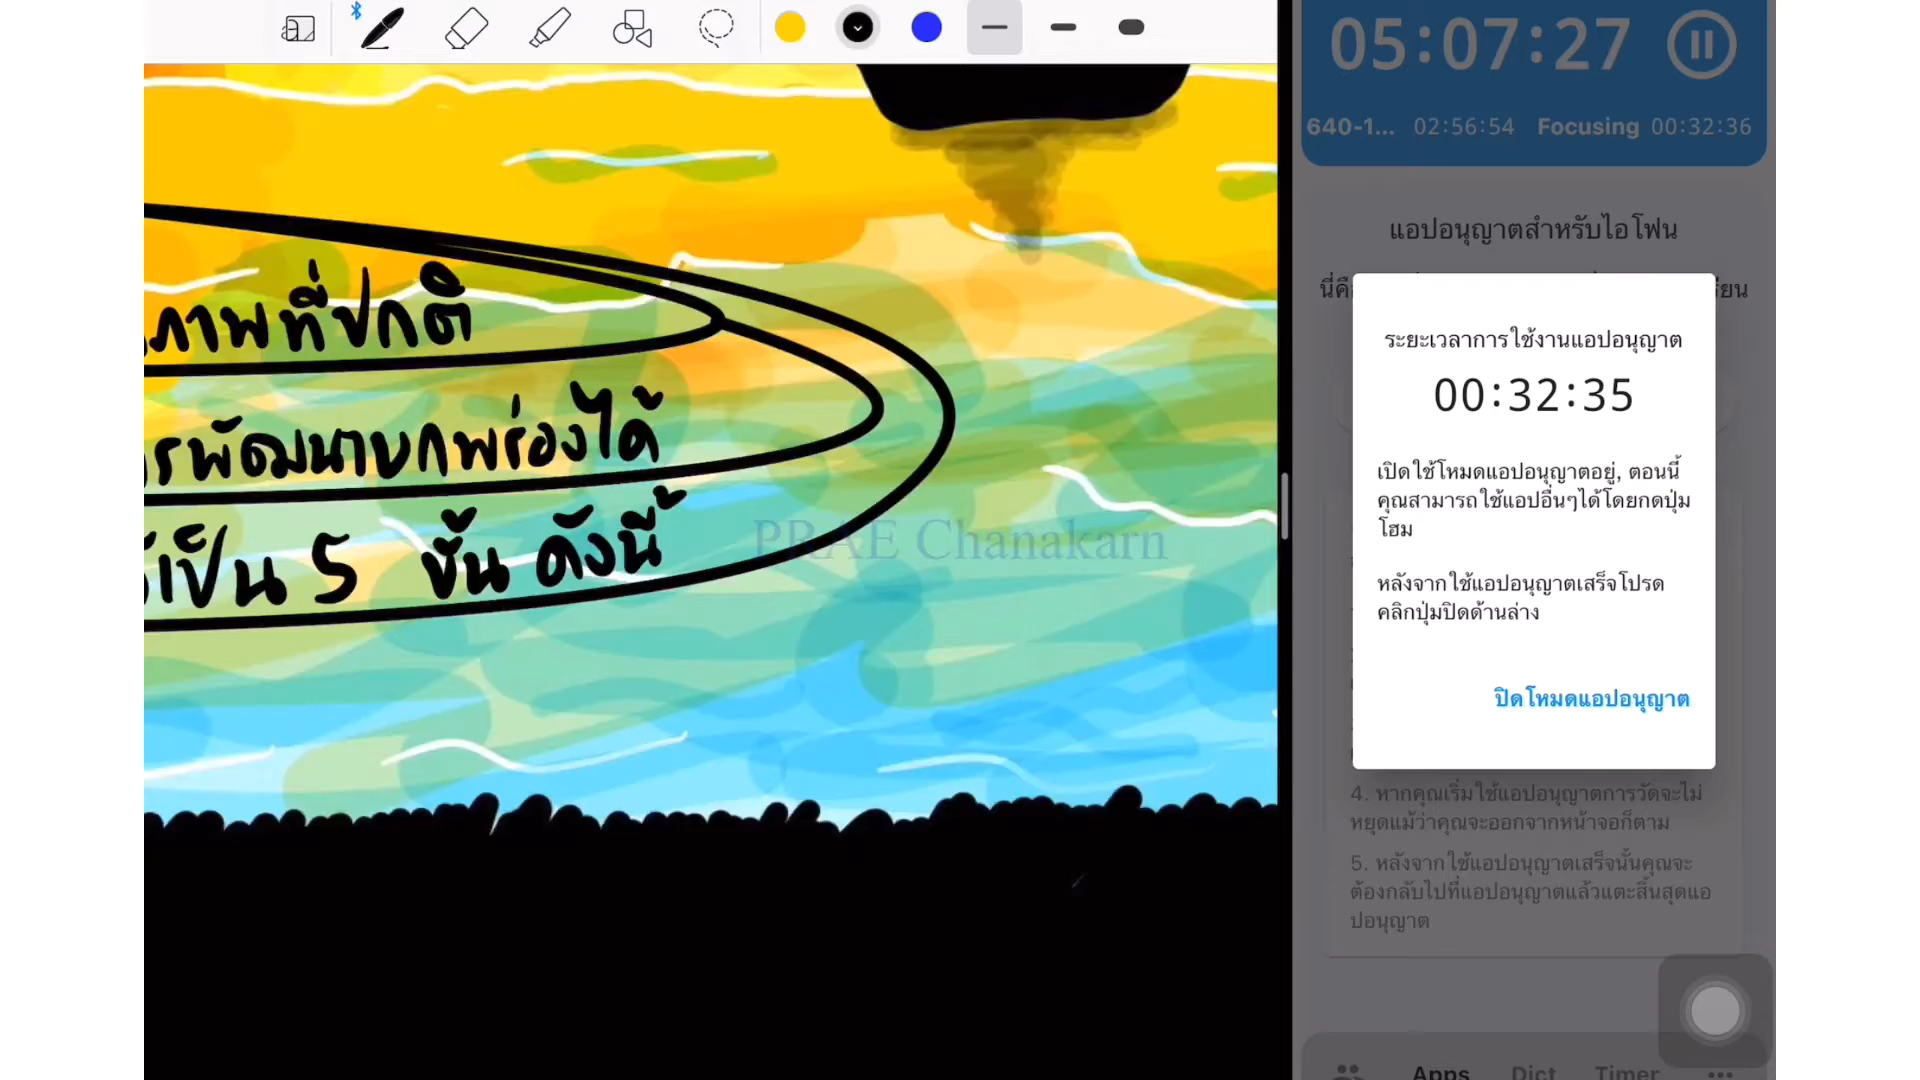 ภาพที่ปกติ
รพัฒนาบกพร่องได้
เป็น 5 ขั้น ดังนี้
PRAE Chanakarn
05:07:27
640-1... 02:56:54 Focusing 00:32:36
แอปอนุญาตสำหรับไอโฟน
นี่คือ
เรียน
ระยะเวลาการใช้งานแอปอนุญาต
00:32:35
เปิดใช้โหมดแอปอนุญาตอยู่, ตอนนี้
คุณสามารถใช้แอปอื่นๆได้โดยกดปุ่ม
โฮม
หลังจากใช้แอปอนุญาตเสร็จโปรด
คลิกปุ่มปิดด้านล่าง
ปิดโหมดแอปอนุญาต
4. หากคุณเริ่มใช้แอปอนุญาตการวัดจะไม่
หยุดแม้ว่าคุณจะออกจากหน้าจอก็ตาม
5. หลังจากใช้แอปอนุญาตเสร็จนั้นคุณจะ
ต้องกลับไปที่แอปอนุญาตแล้วแตะสิ้นสุดแอ
ปอนุญาต
Apps Dict Timer